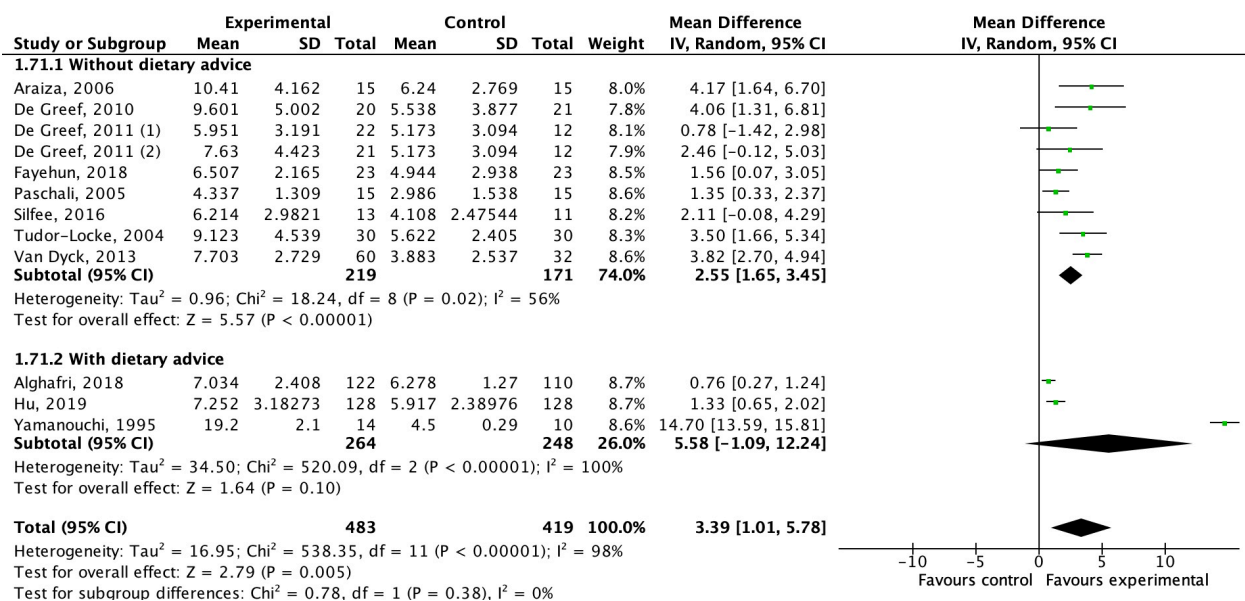 Experimental Control Mean Difference Mean Difference
Study or Subgroup Mean SD Total Mean SD Total Weight IV, Random, 95% CI IV, Random, 95% CI
1.71.1 Without dietary advice
Araiza, 2006 10.41 4.162 15 6.24 2.769 15 8.0% 4.17 [1.64, 6.70]
De Greef, 2010 9.601 5.002 20 5.538 3.877 21 7.8% 4.06 [1.31, 6.81]
De Greef, 2011 (1) 5.951 3.191 22 5.173 3.094 12 8.1% 0.78 [−1.42, 2.98]
De Greef, 2011 (2) 7.63 4.423 21 5.173 3.094 12 7.9% 2.46 [−0.12, 5.03]
Fayehun, 2018 6.507 2.165 23 4.944 2.938 23 8.5% 1.56 [0.07, 3.05]
Paschali, 2005 4.337 1.309 15 2.986 1.538 15 8.6% 1.35 [0.33, 2.37]
Silfee, 2016 6.214 2.9821 13 4.108 2.47544 11 8.2% 2.11 [−0.08, 4.29]
Tudor−Locke, 2004 9.123 4.539 30 5.622 2.405 30 8.3% 3.50 [1.66, 5.34]
Van Dyck, 2013 7.703 2.729 60 3.883 2.537 32 8.6% 3.82 [2.70, 4.94]
Subtotal (95% CI) 219 171 74.0% 2.55 [1.65, 3.45]
Heterogeneity: Tau² = 0.96; Chi² = 18.24, df = 8 (P = 0.02); I² = 56%
Test for overall effect: Z = 5.57 (P < 0.00001)
1.71.2 With dietary advice
Alghafri, 2018 7.034 2.408 122 6.278 1.27 110 8.7% 0.76 [0.27, 1.24]
Hu, 2019 7.252 3.18273 128 5.917 2.38976 128 8.7% 1.33 [0.65, 2.02]
Yamanouchi, 1995 19.2 2.1 14 4.5 0.29 10 8.6% 14.70 [13.59, 15.81]
Subtotal (95% CI) 264 248 26.0% 5.58 [−1.09, 12.24]
Heterogeneity: Tau² = 34.50; Chi² = 520.09, df = 2 (P < 0.00001); I² = 100%
Test for overall effect: Z = 1.64 (P = 0.10)
Total (95% CI) 483 419 100.0% 3.39 [1.01, 5.78]
Heterogeneity: Tau² = 16.95; Chi² = 538.35, df = 11 (P < 0.00001); I² = 98%
Test for overall effect: Z = 2.79 (P = 0.005)
Test for subgroup differences: Chi² = 0.78, df = 1 (P = 0.38), I² = 0%
−10 −5 0 5 10
Favours control Favours experimental